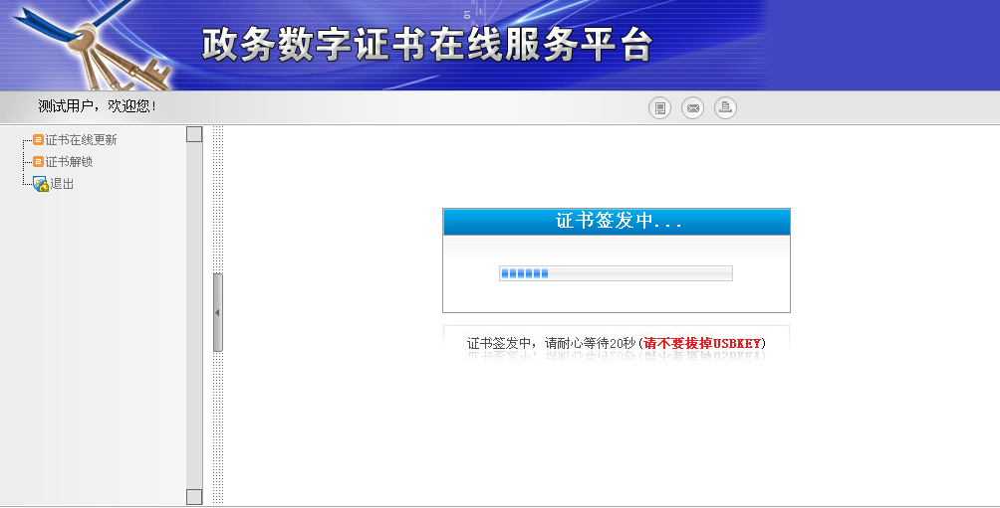 政务数字证书在线服务平台
测试用户，欢迎您！
证书在线更新
证书解锁
退出
证书签发中...
证书签发中，请耐心等待20秒(请不要拔掉USBKEY)